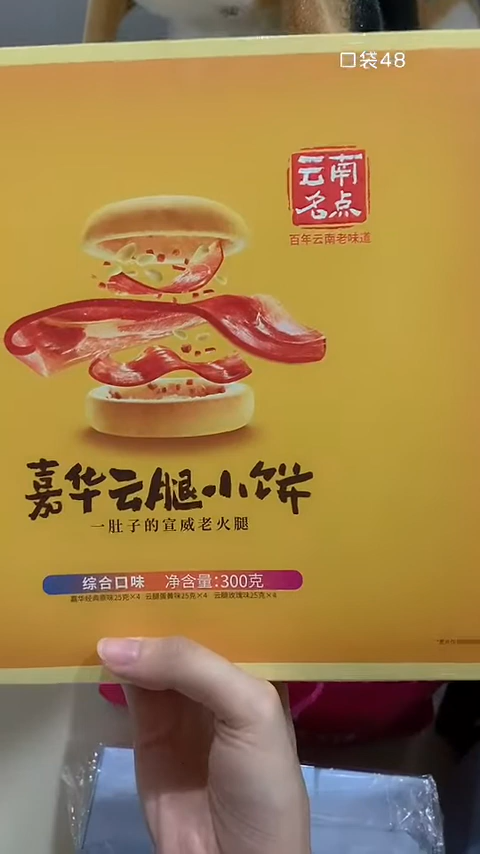 口袋48
云南
名点
百年云南老味道
嘉华云腿小饼
一肚子的宣威老火腿
综合口味 净含量:300克
嘉华经典原味25克×4 云腿蛋黄味25克×4 云腿玫瑰味25克×4